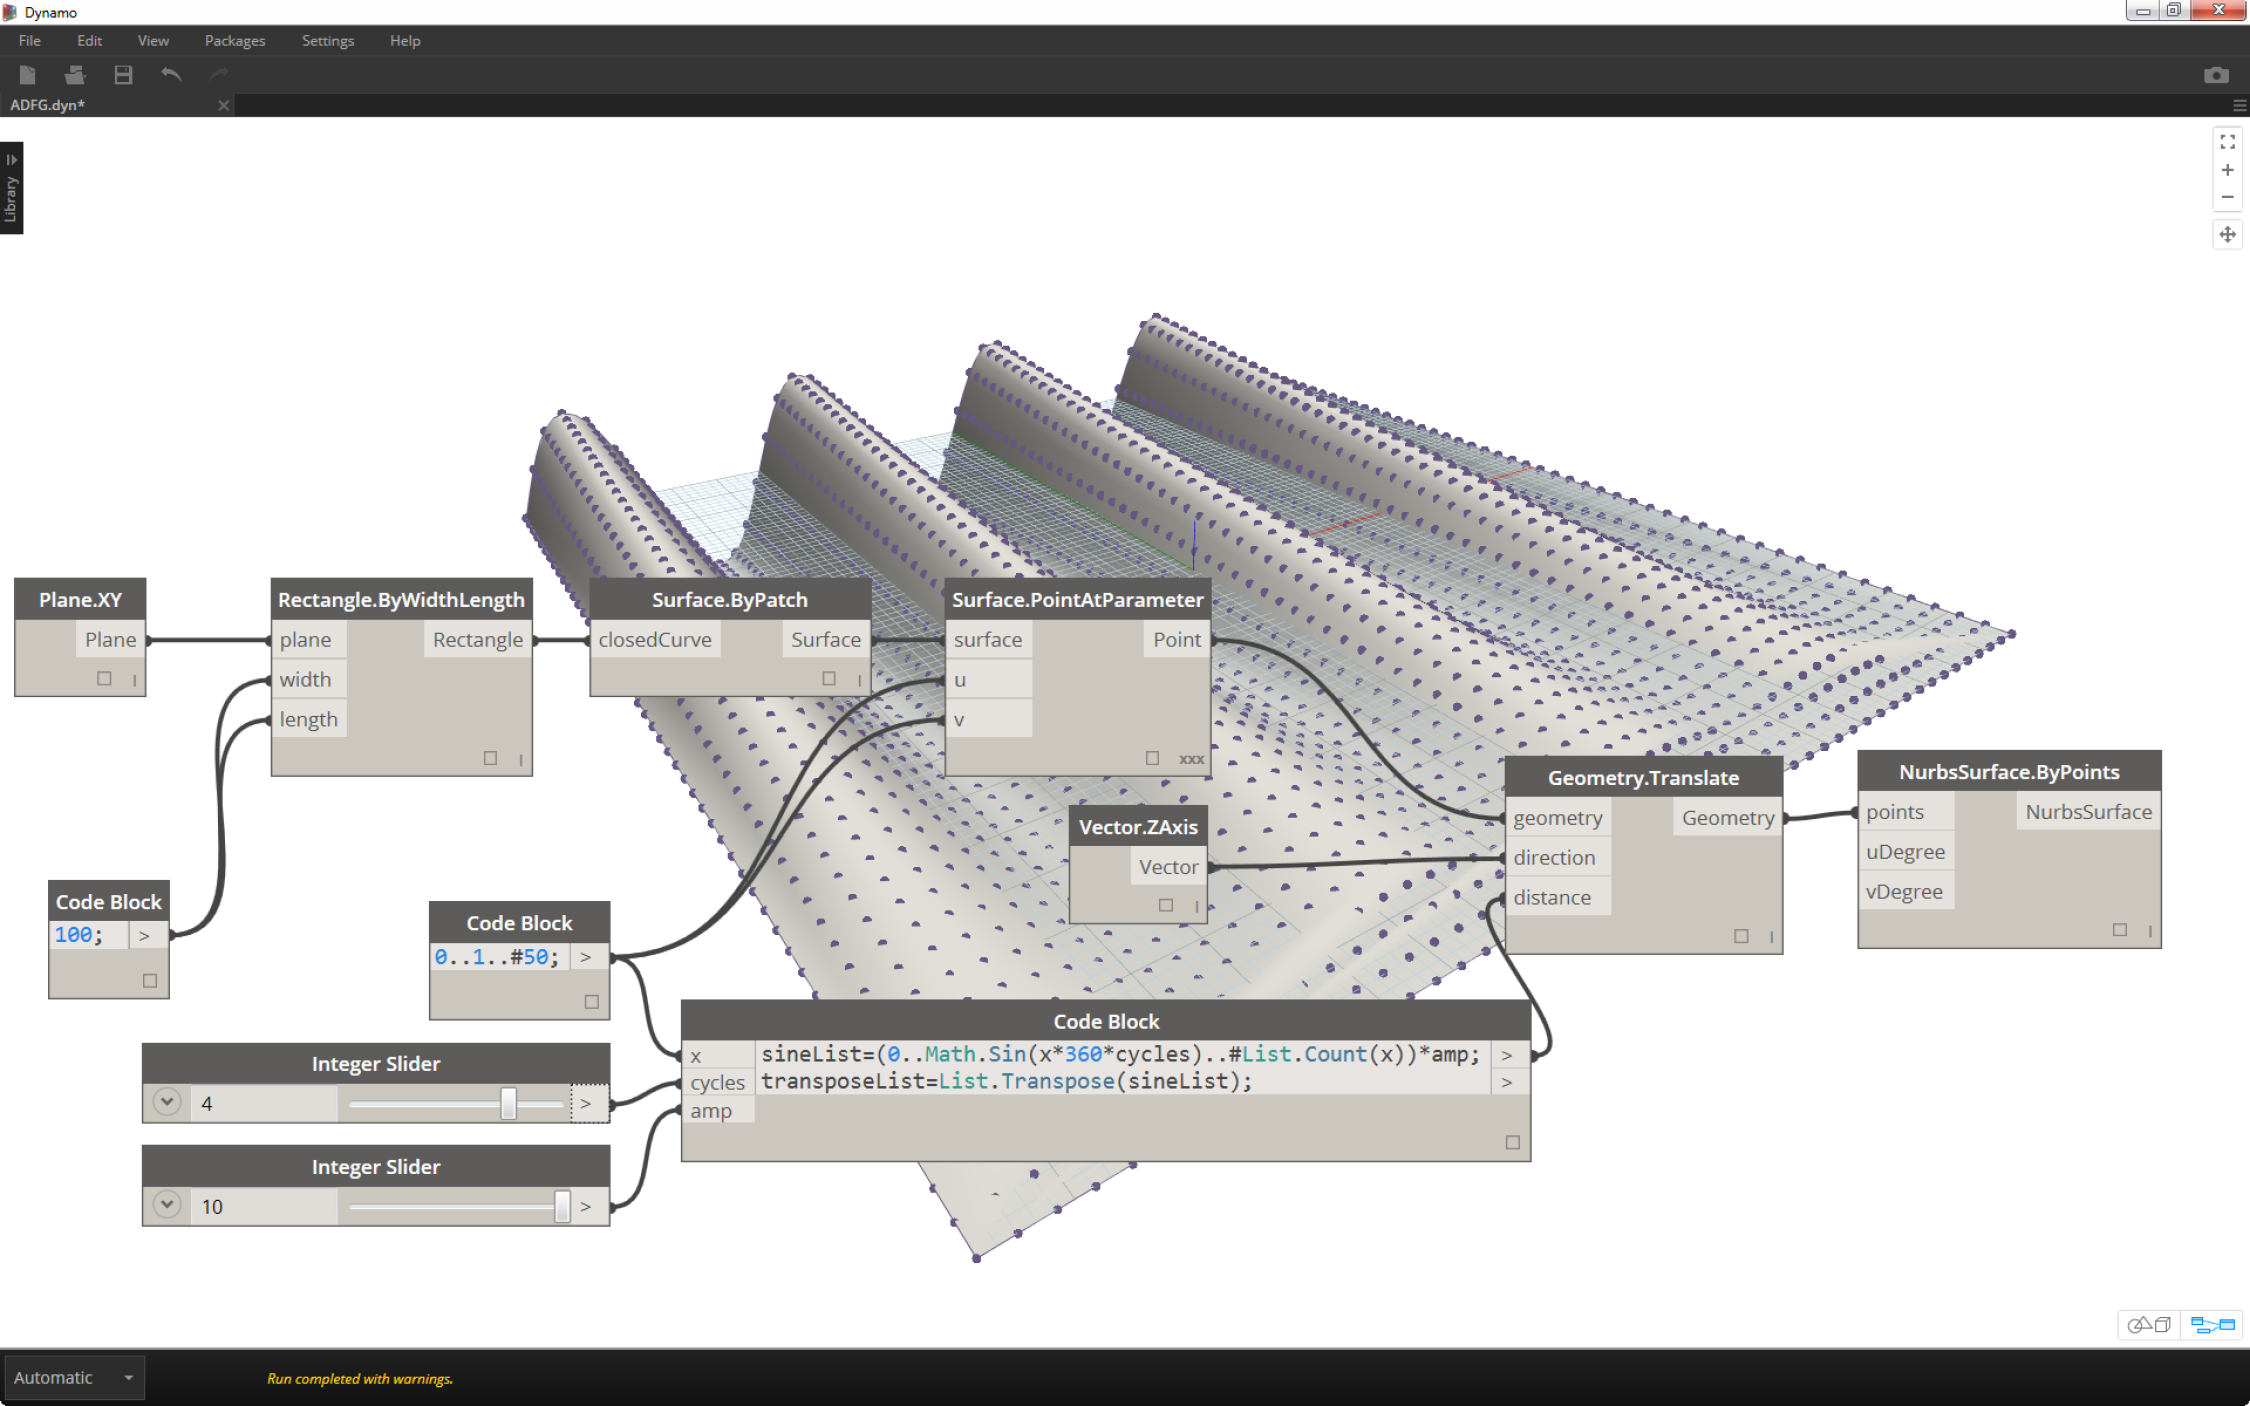 Dynamo
File Edit View Packages Settings Help
ADFG.dyn*
Library
Plane.XY
Plane
Rectangle.ByWidthLength
plane Rectangle
width
length
Surface.ByPatch
closedCurve Surface
Surface.PointAtParameter
surface Point
u
v
xxx
Geometry.Translate
geometry Geometry
direction
distance
NurbsSurface.ByPoints
points NurbsSurface
uDegree
vDegree
Vector.ZAxis
Vector
Code Block
100; >
Code Block
0..1..#50; >
Code Block
x sineList=(0..Math.Sin(x*360*cycles)..#List.Count(x))*amp; >
cycles transposeList=List.Transpose(sineList); >
amp
Integer Slider
4 >
Integer Slider
10 >
Automatic Run completed with warnings.